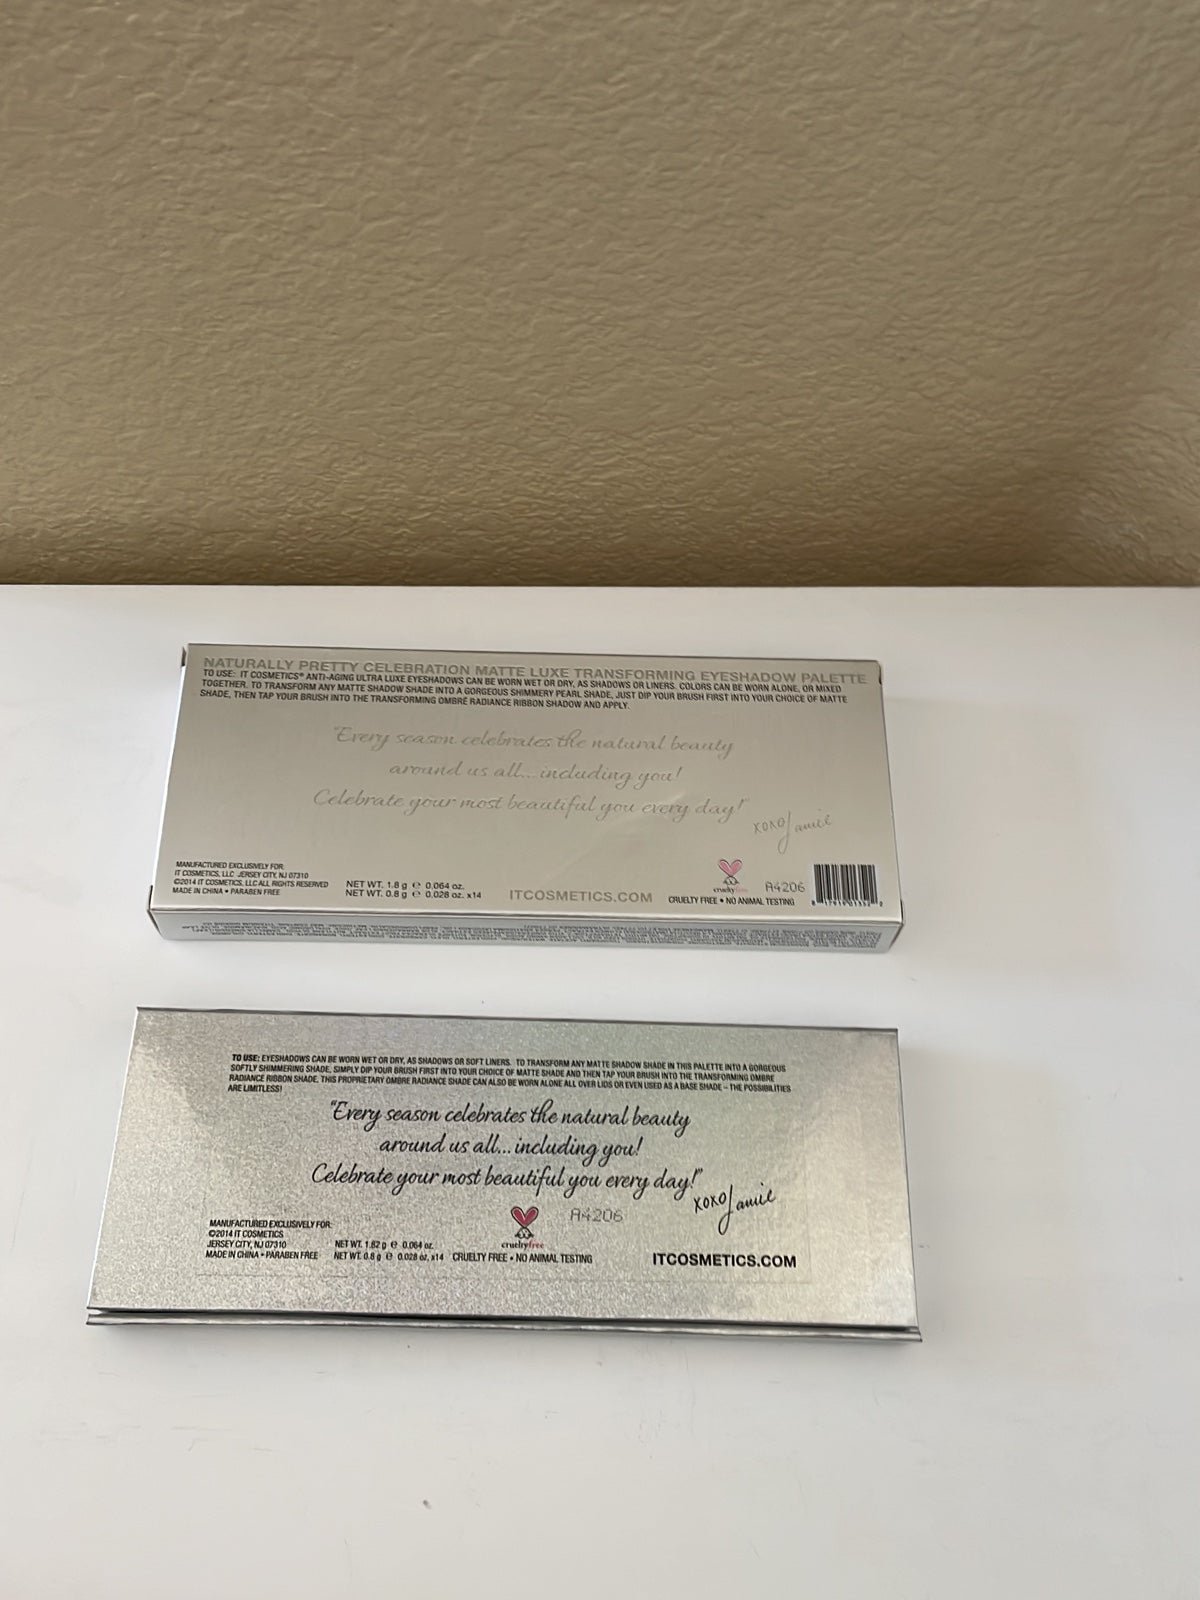 NATURALLY PRETTY CELEBRATION MATTE LUXE TRANSFORMING EYESHADOW PALETTE
TO USE: IT COSMETICS® ANTI-AGING ULTRA LUXE EYESHADOWS CAN BE WORN WET OR DRY, AS SHADOWS OR LINERS. COLORS CAN BE WORN ALONE, OR MIXED
TOGETHER. TO TRANSFORM ANY MATTE SHADOW SHADE INTO A GORGEOUS SHIMMERY PEARL SHADE, JUST DIP YOUR BRUSH FIRST INTO YOUR CHOICE OF MATTE
SHADE, THEN TAP YOUR BRUSH INTO THE TRANSFORMING OMBRÉ RADIANCE RIBBON SHADOW AND APPLY.
"Every season celebrates the natural beauty
around us all...including you!
Celebrate your most beautiful you every day!"
xoxo Jamie
MANUFACTURED EXCLUSIVELY FOR:
IT COSMETICS, LLC JERSEY CITY, NJ 07310
©2014 IT COSMETICS, LLC ALL RIGHTS RESERVED
MADE IN CHINA • PARABEN FREE
NET WT. 1.8 g ℮ 0.064 oz.
NET WT. 0.8 g ℮ 0.028 oz. x14
ITCOSMETICS.COM
crueltyfree
CRUELTY FREE • NO ANIMAL TESTING
A4206
TO USE: EYESHADOWS CAN BE WORN WET OR DRY, AS SHADOWS OR SOFT LINERS. TO TRANSFORM ANY MATTE SHADOW SHADE IN THIS PALETTE INTO A GORGEOUS
SOFTLY SHIMMERING SHADE, SIMPLY DIP YOUR BRUSH FIRST INTO YOUR CHOICE OF MATTE SHADE AND THEN TAP YOUR BRUSH INTO THE TRANSFORMING OMBRE
RADIANCE RIBBON SHADE. THIS PROPRIETARY OMBRE RADIANCE SHADE CAN ALSO BE WORN ALONE ALL OVER LIDS OR EVEN USED AS A BASE SHADE – THE POSSIBILITIES
ARE LIMITLESS!
"Every season celebrates the natural beauty
around us all...including you!
Celebrate your most beautiful you every day!"
xoxo Jamie
A4206
MANUFACTURED EXCLUSIVELY FOR:
©2014 IT COSMETICS
JERSEY CITY, NJ 07310
MADE IN CHINA • PARABEN FREE
NET WT. 1.82 g ℮ 0.064 oz.
NET WT. 0.8 g ℮ 0.028 oz. x14
crueltyfree
CRUELTY FREE • NO ANIMAL TESTING
ITCOSMETICS.COM